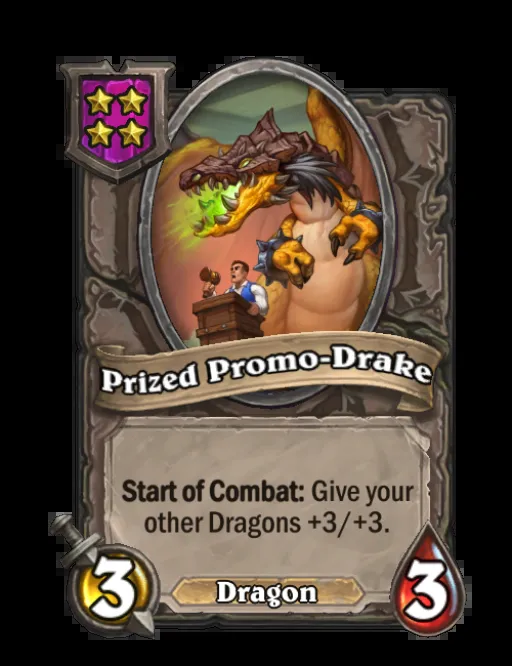 Prized Promo-Drake
Start of Combat: Give your
other Dragons +3/+3.
3
Dragon
3